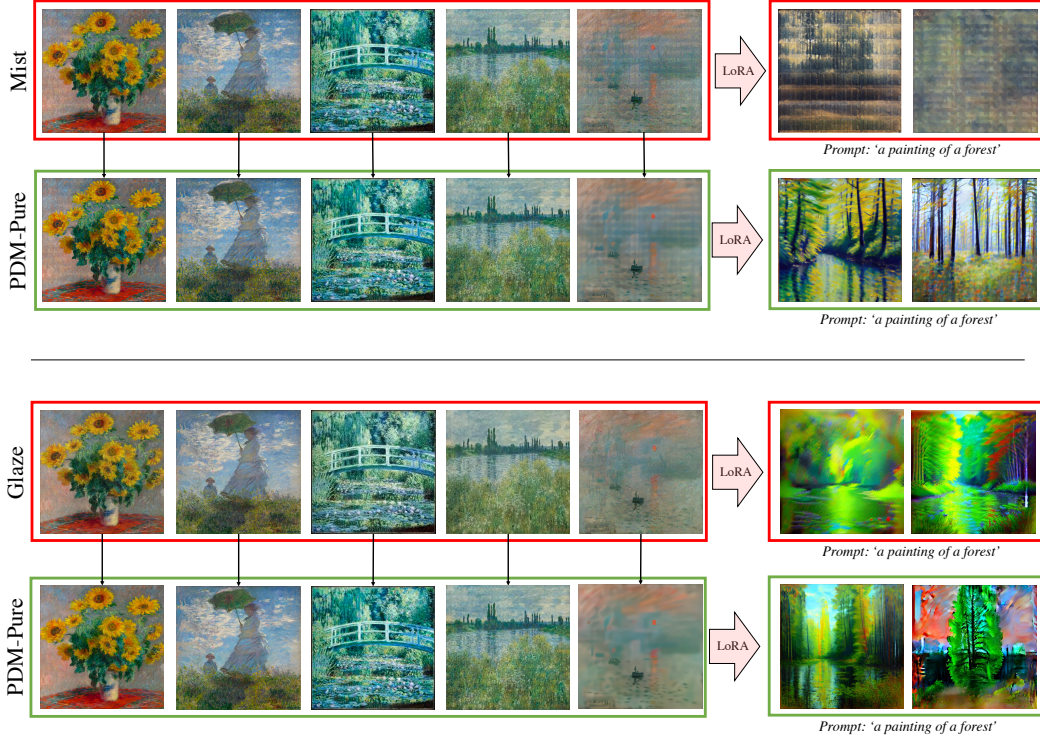 Mist
LoRA
Prompt: ‘a painting of a forest’
PDM-Pure
LoRA
Prompt: ‘a painting of a forest’
Glaze
LoRA
Prompt: ‘a painting of a forest’
PDM-Pure
LoRA
Prompt: ‘a painting of a forest’